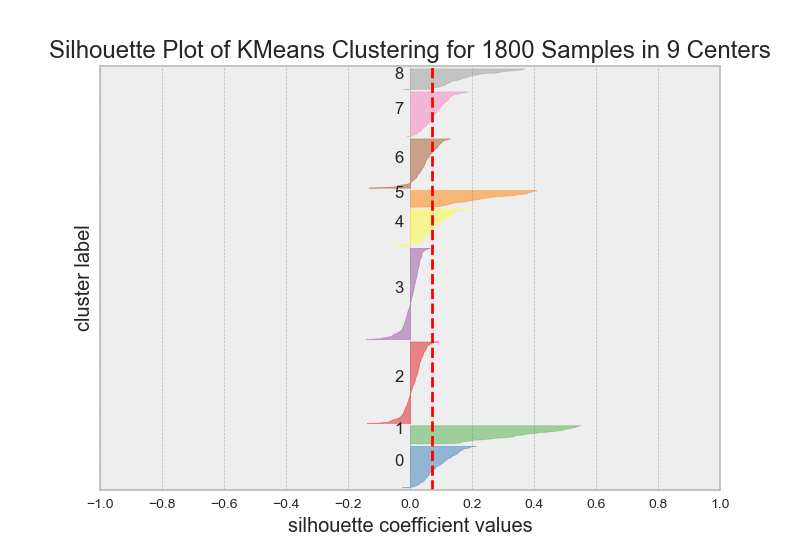 Silhouette Plot of KMeans Clustering for 1800 Samples in 9 Centers
8
7
6
5
4
3
2
1
0
cluster label
−1.0 −0.8 −0.6 −0.4 −0.2 0.0 0.2 0.4 0.6 0.8 1.0
silhouette coefficient values